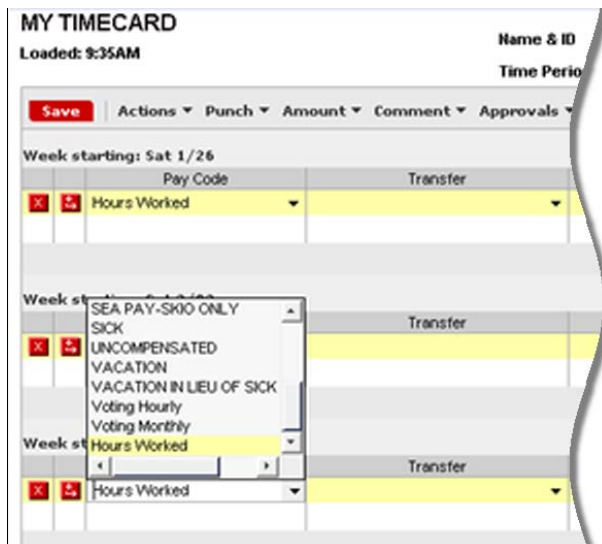 MY TIMECARD
Loaded: 9:35AM
Name & ID
Time Perio
Save Actions Punch Amount Comment Approvals
Week starting: Sat 1/26
Pay Code Transfer
X Hours Worked
Week st
SEA PAY-SKIO ONLY
SICK
UNCOMPENSATED
VACATION
VACATION IN LIEU OF SICK
Voting Hourly
Voting Monthly
Hours Worked
Transfer
X
Week st
Transfer
X Hours Worked